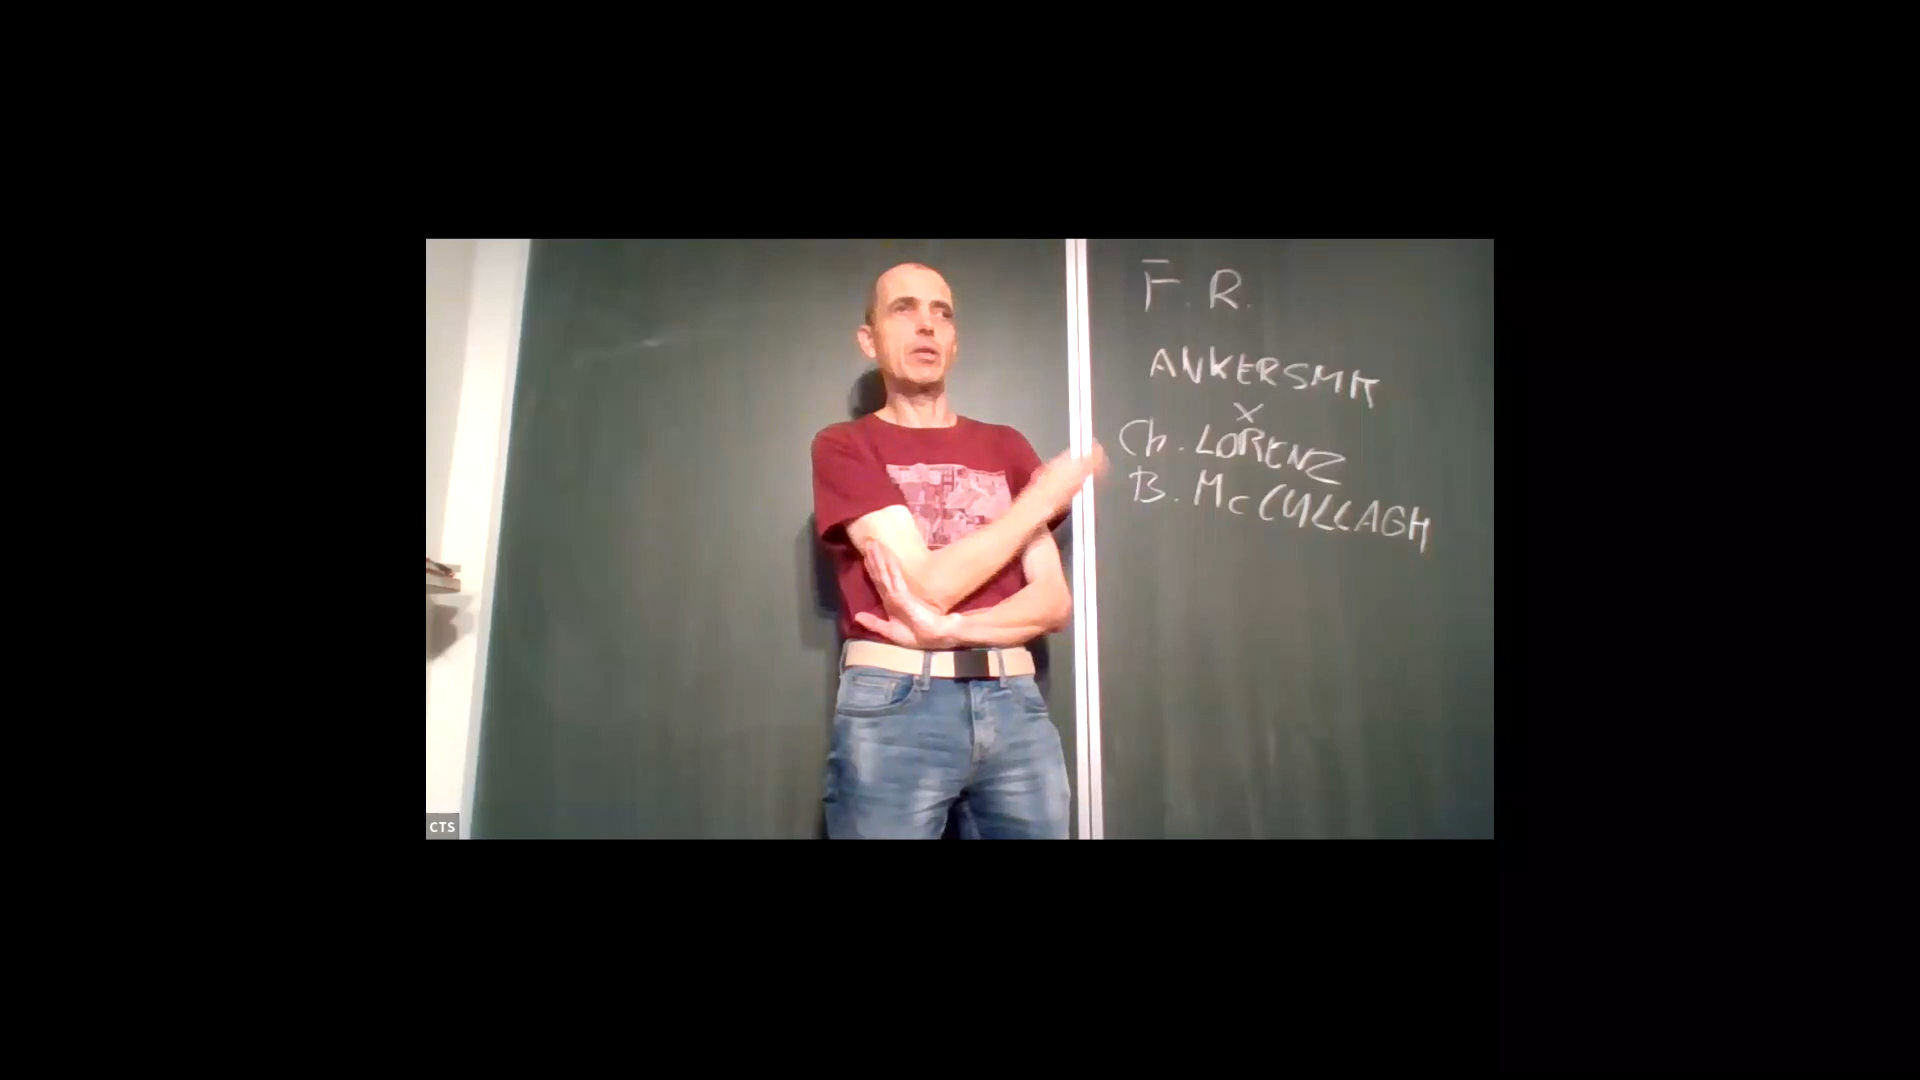 F. R.
ANKERSMIT
x
Ch. LORENZ
B. McCULLAGH
CTS